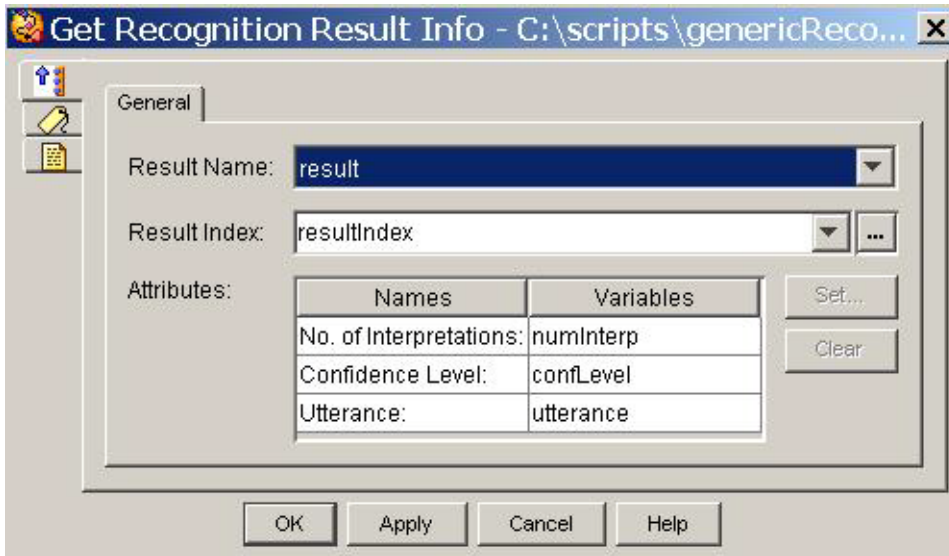 Get Recognition Result Info - C:\scripts\genericReco...
General
Result Name: result
Result Index: resultIndex ...
Attributes: Names Variables Set...
No. of Interpretations: numInterp
Clear
Confidence Level: confLevel
Utterance: utterance
OK Apply Cancel Help